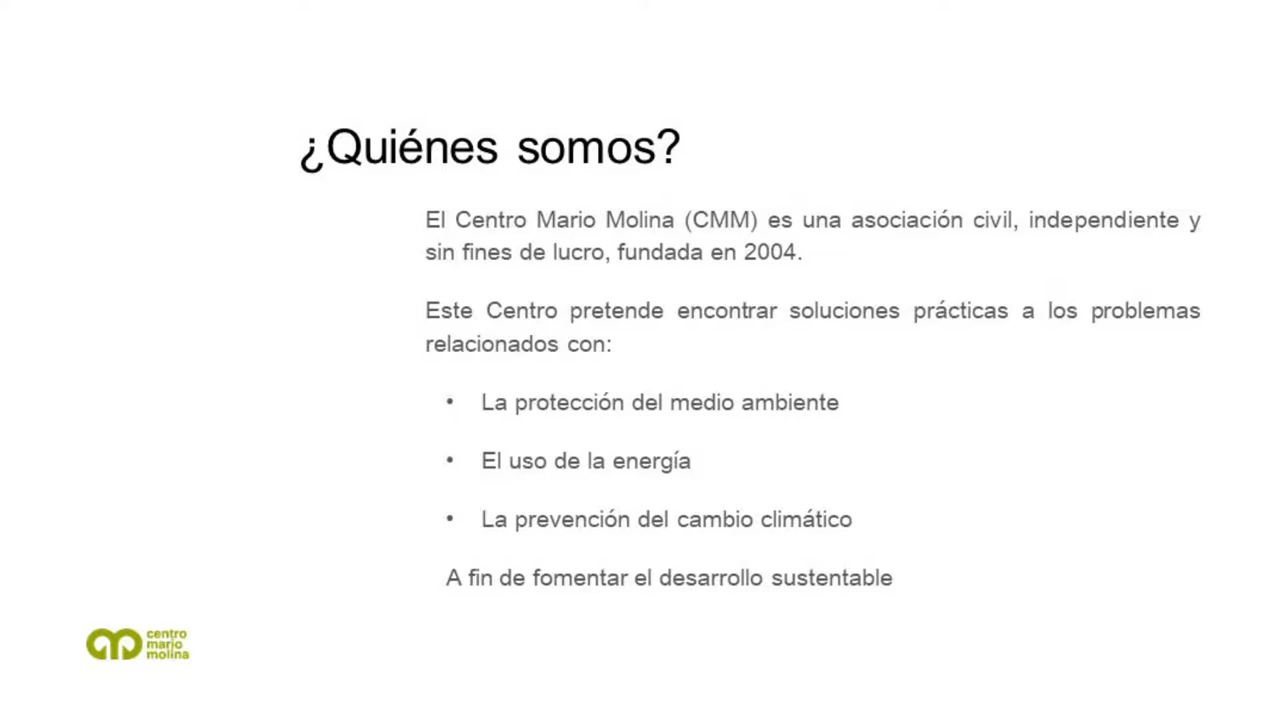 ¿Quiénes somos?
El Centro Mario Molina (CMM) es una asociación civil, independiente y
sin fines de lucro, fundada en 2004.
Este Centro pretende encontrar soluciones prácticas a los problemas
relacionados con:
• La protección del medio ambiente
• El uso de la energía
• La prevención del cambio climático
A fin de fomentar el desarrollo sustentable
centro
mario
molina